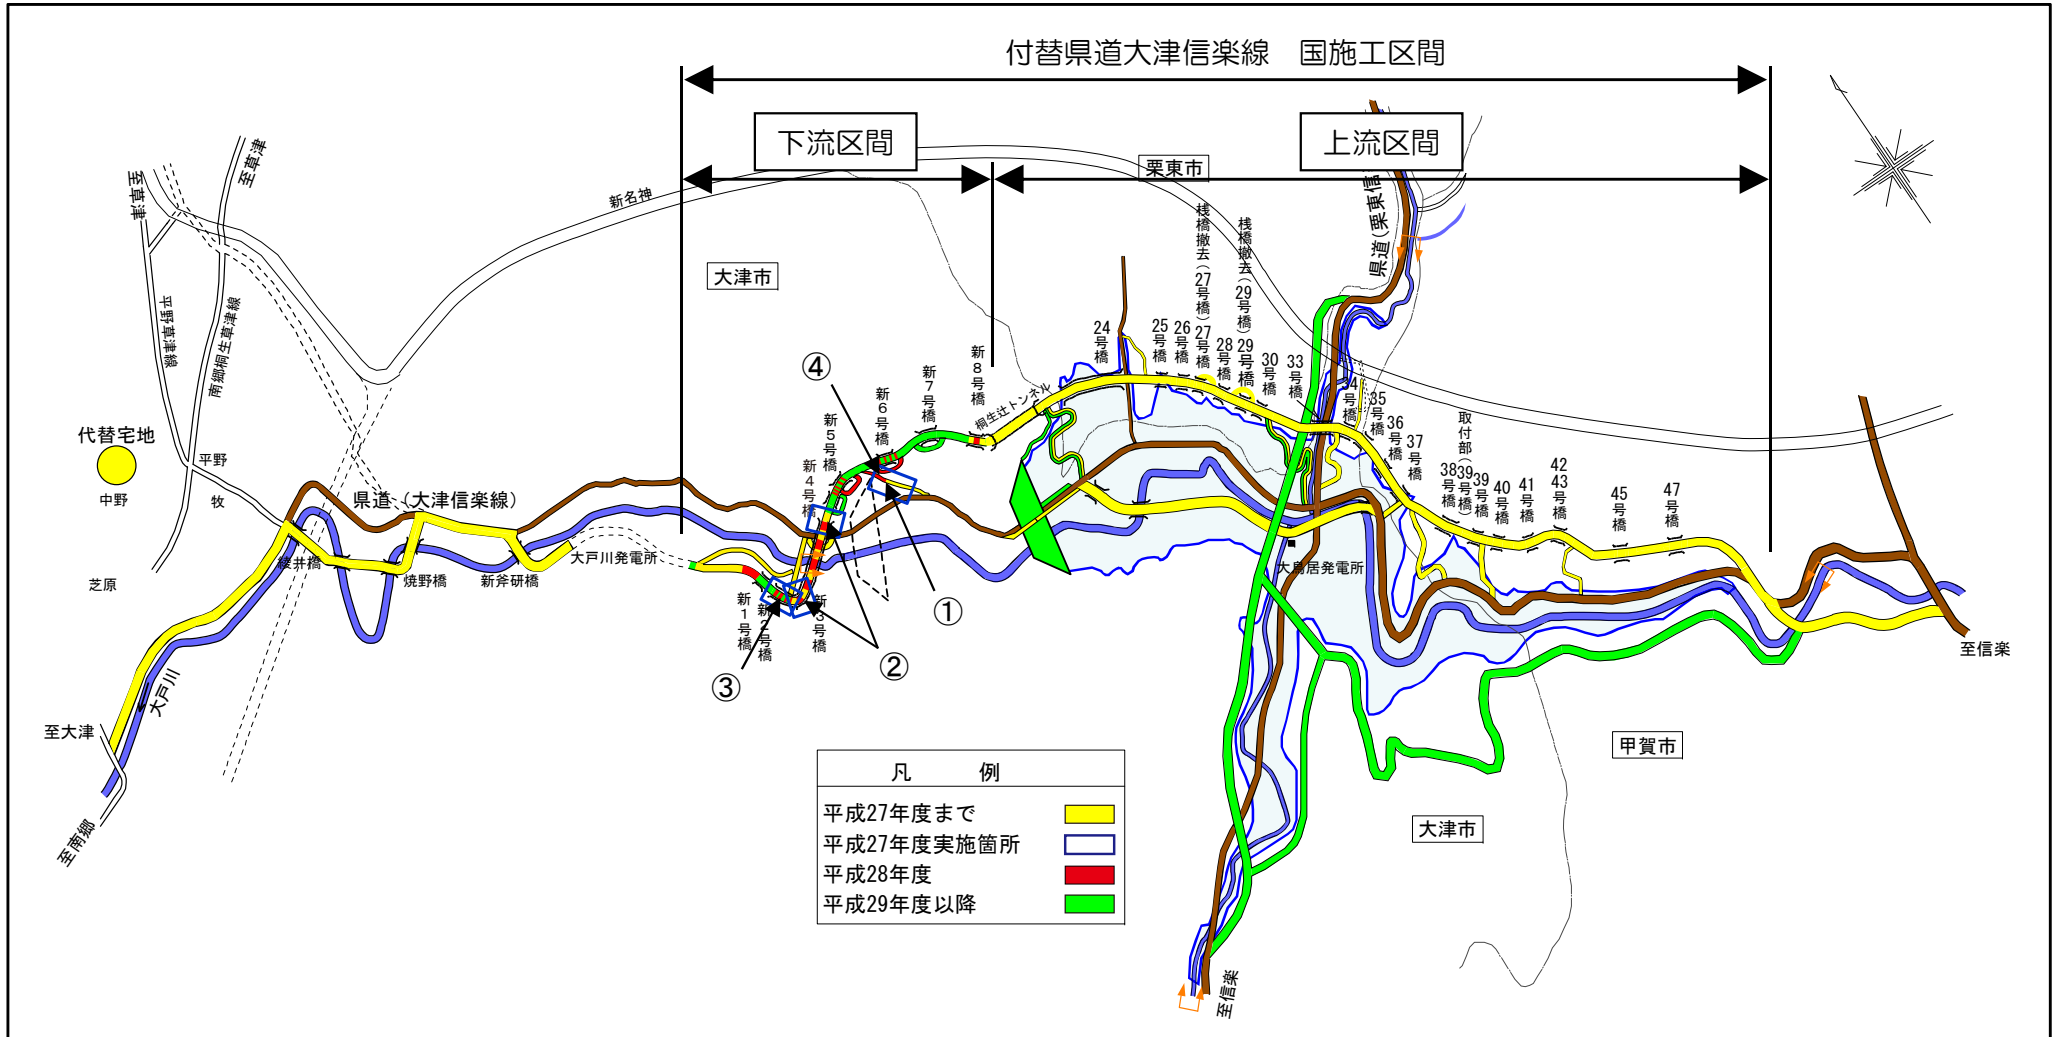 付替県道大津信楽線　国施工区間
下流区間
上流区間
栗東市
新名神
至草津
至草津
平野草津線
南郷桐生草津線
大津市
県道(栗東信
桟橋撤去(27号橋)
桟橋撤去(29号橋)
24号橋
25号橋
26号橋
27号橋
28号橋
29号橋
30号橋
33号橋
34号橋
35号橋
36号橋
37号橋
取付部(39号橋)
38号橋
39号橋
40号橋
41号橋
42
43号橋
45号橋
47号橋
④
新8号橋
新7号橋
新6号橋
新5号橋
新4号橋
桐生辻トンネル
代替宅地
中野
平野
牧
県道(大津信楽線)
綾井橋
焼野橋
新斧研橋
大戸川発電所
大鳥居発電所
芝原
新1号橋
新2号橋
新3号橋
①
②
③
大戸川
至大津
至南郷
至信楽
甲賀市
大津市
至信楽
凡　例
平成27年度まで
平成27年度実施箇所
平成28年度
平成29年度以降